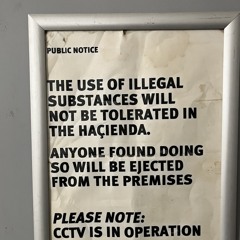 PUBLIC NOTICE
THE USE OF ILLEGAL
SUBSTANCES WILL
NOT BE TOLERATED IN
THE HAÇIENDA.
ANYONE FOUND DOING
SO WILL BE EJECTED
FROM THE PREMISES
PLEASE NOTE:
CCTV IS IN OPERATION